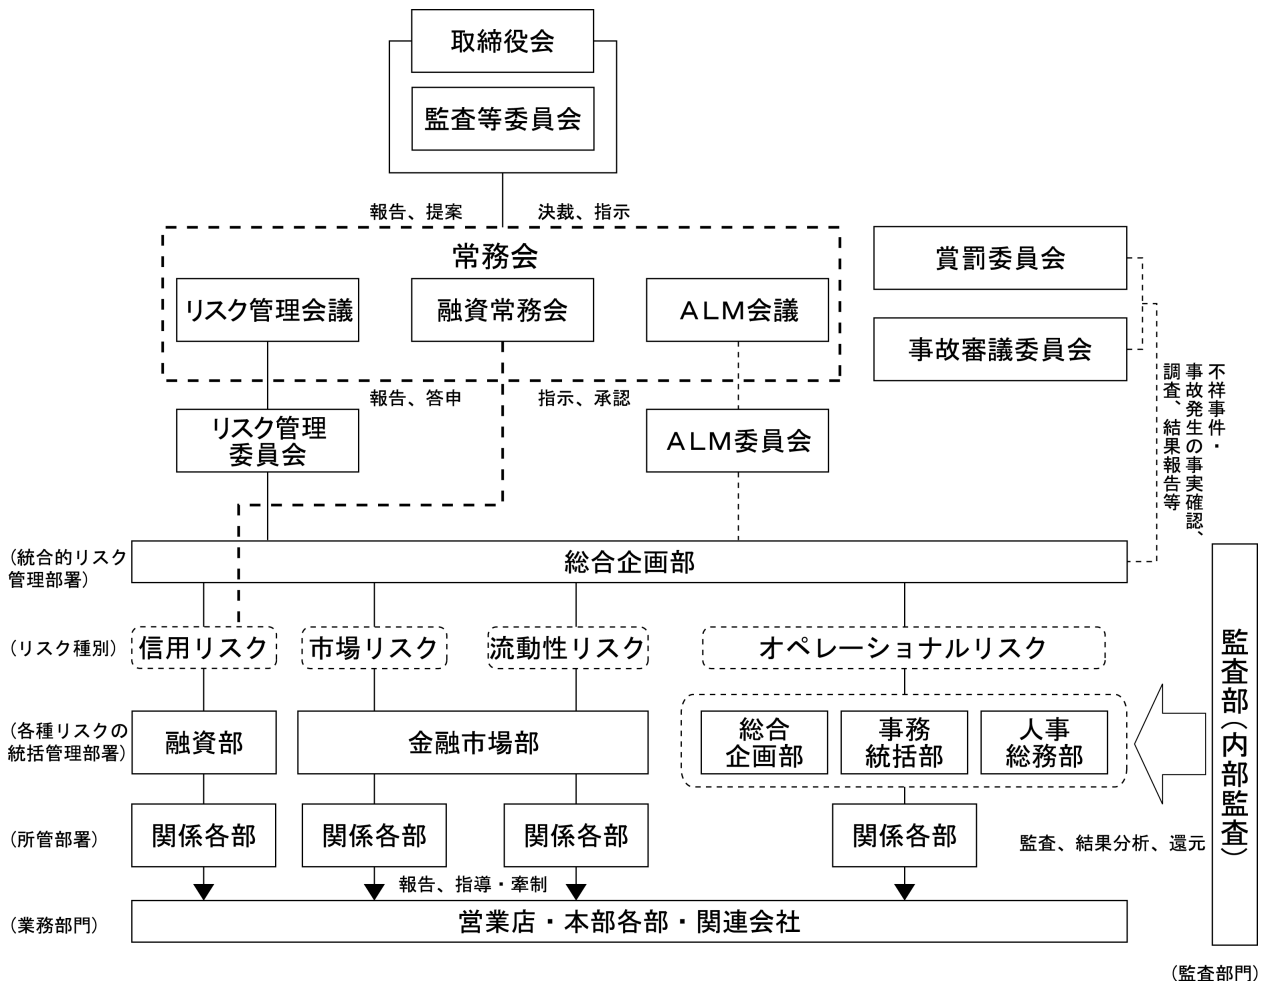 取締役会
監査等委員会
報告、提案
決裁、指示
常務会
リスク管理会議
融資常務会
ＡＬＭ会議
賞罰委員会
事故審議委員会
報告、答申
指示、承認
リスク管理
委員会
ＡＬＭ委員会
不祥事件・
事故発生の事実確認、
調査、結果報告等
（統合的リスク
管理部署）
総合企画部
（リスク種別）
信用リスク
市場リスク
流動性リスク
オペレーショナルリスク
（各種リスクの
統括管理部署）
融資部
金融市場部
総合
企画部
事務
統括部
人事
総務部
監査部（内部監査）
（所管部署）
関係各部
関係各部
関係各部
関係各部
監査、結果分析、還元
報告、指導・牽制
（業務部門）
営業店・本部各部・関連会社
（監査部門）